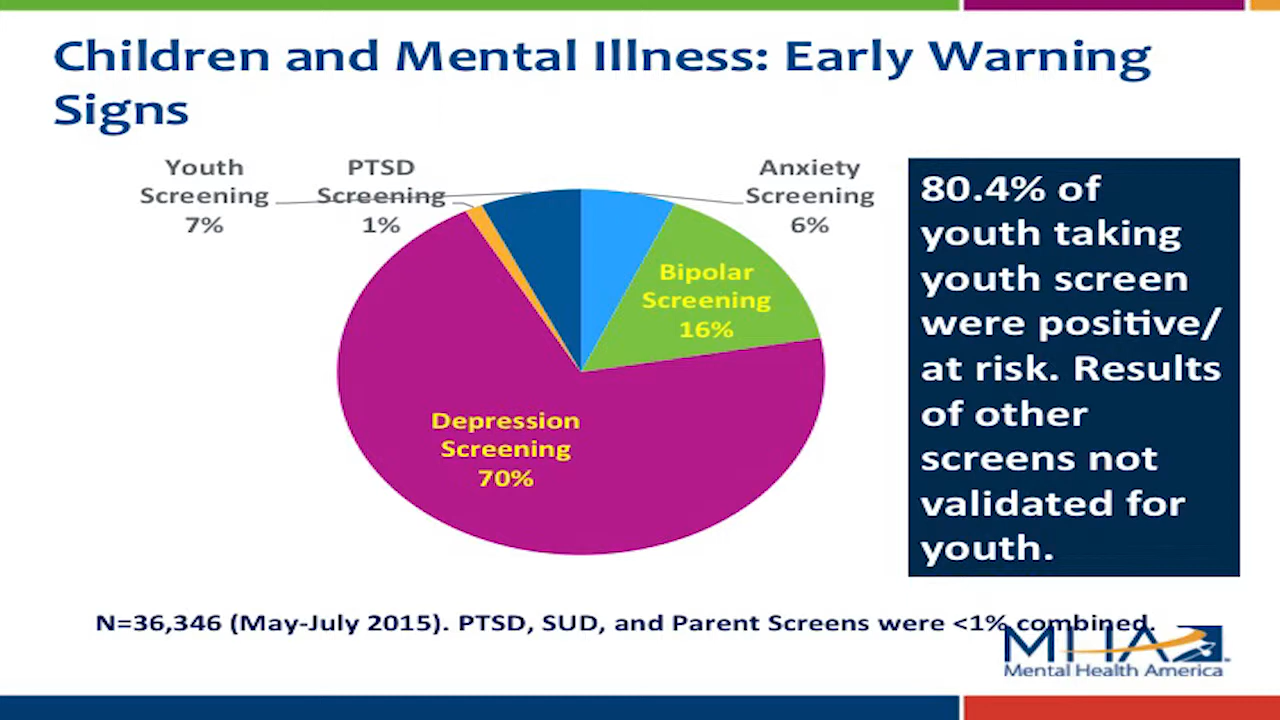 Children and Mental Illness: Early Warning
Signs
Youth
Screening
7%
PTSD
Screening
1%
Anxiety
Screening
6%
Bipolar
Screening
16%
Depression
Screening
70%
80.4% of
youth taking
youth screen
were positive/
at risk. Results
of other
screens not
validated for
youth.
N=36,346 (May-July 2015). PTSD, SUD, and Parent Screens were <1% combined.
MHA
Mental Health America